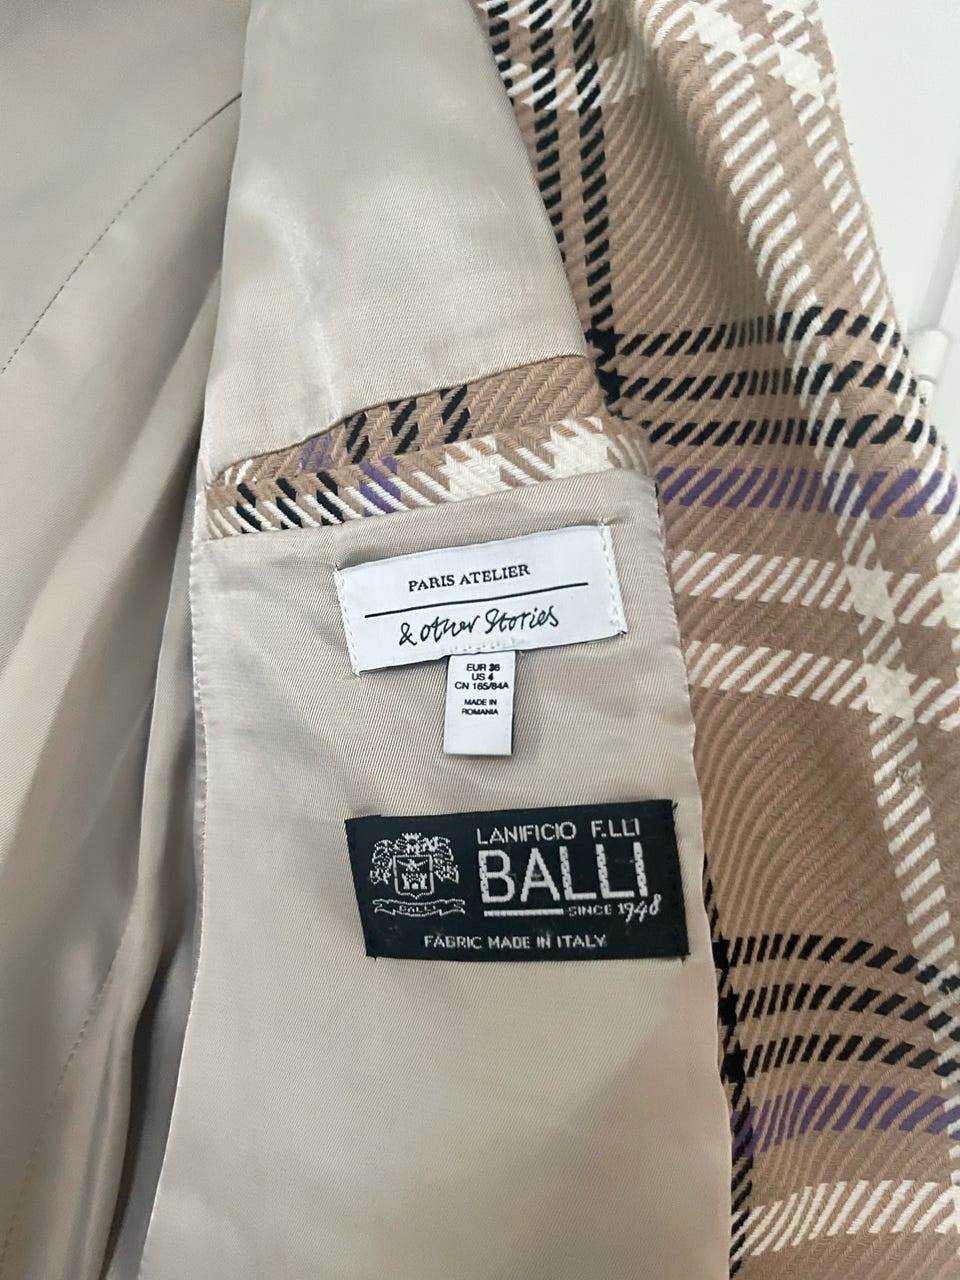 PARIS ATELIER
& other Stories
EUR 36
US 4
CN 165/84A
MADE IN
ROMANIA
LANIFICIO F.LLI
BALLI
SINCE 1948
BALLI
FABRIC MADE IN ITALY